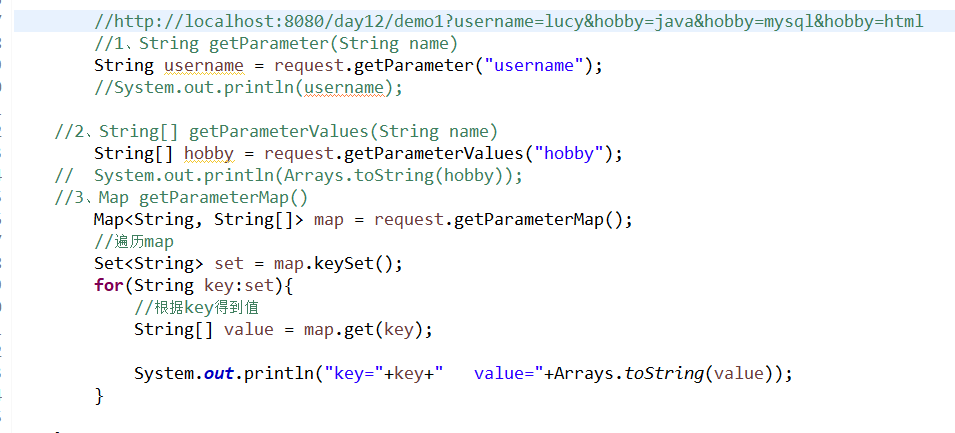 //http://localhost:8080/day12/demo1?username=lucy&hobby=java&hobby=mysql&hobby=html
//1、String getParameter(String name)
String username = request.getParameter("username");
//System.out.println(username);
//2、String[] getParameterValues(String name)
String[] hobby = request.getParameterValues("hobby");
// System.out.println(Arrays.toString(hobby));
//3、Map getParameterMap()
Map<String, String[]> map = request.getParameterMap();
//遍历map
Set<String> set = map.keySet();
for(String key:set){
//根据key得到值
String[] value = map.get(key);
System.out.println("key="+key+"   value="+Arrays.toString(value));
}